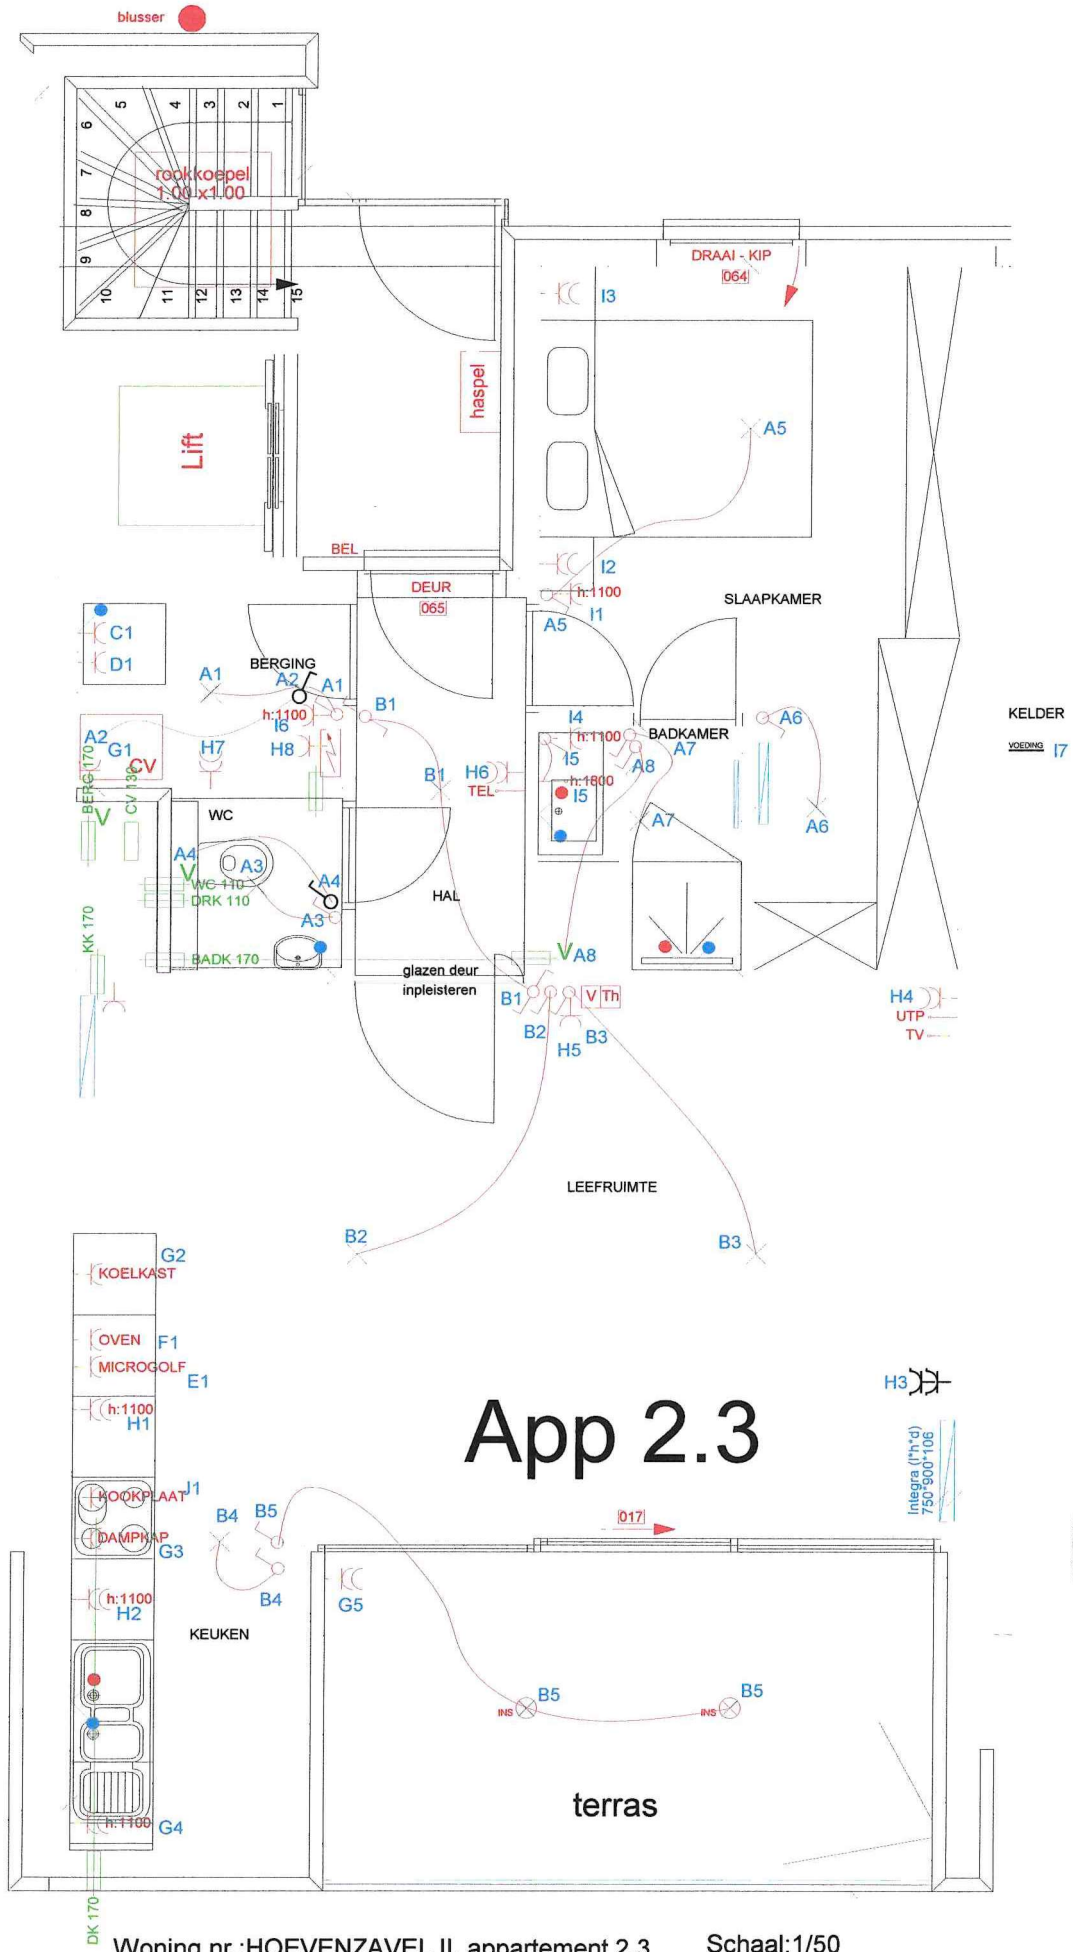 blusser
5 4 3 2 1
6
7
rookkoepel
1.00 x1.00
8
9
10 11 12 13 14 15
DRAAI - KIP
064
I3
haspel
Lift
A5
BEL
DEUR
065
I2
h:1100
I1
A5
SLAAPKAMER
C1
D1
BERGING
A1
A2
A1
h:1100
I6
B1
A2
G1
CV
H7
H8
B1
H6
TEL
I4
h:1100
I5
h:1800
I5
BADKAMER
A7
A8
A6
A7
A6
KELDER
VOEDING I7
BERG 170
CV 130
V
WC
A4
V
A3
A4
WC 110
DRK 110
A3
KK 170
HAL
BADK 170
V A8
glazen deur
inpleisteren
B1
V Th
B2
B3
H5
H4
UTP
TV
LEEFRUIMTE
B2
B3
G2
KOELKAST
OVEN F1
MICROGOLF
E1
h:1100
H1
H3
App 2.3
Integra (l*h*d)
750*900*106
J1
KOOKPLAAT
DAMPKAP
G3
B4
B5
017
B4
h:1100
H2
G5
KEUKEN
INS B5
INS B5
terras
h:1100 G4
DK 170
Woning nr.:HOEVENZAVEL II, appartement 2.3 Schaal:1/50